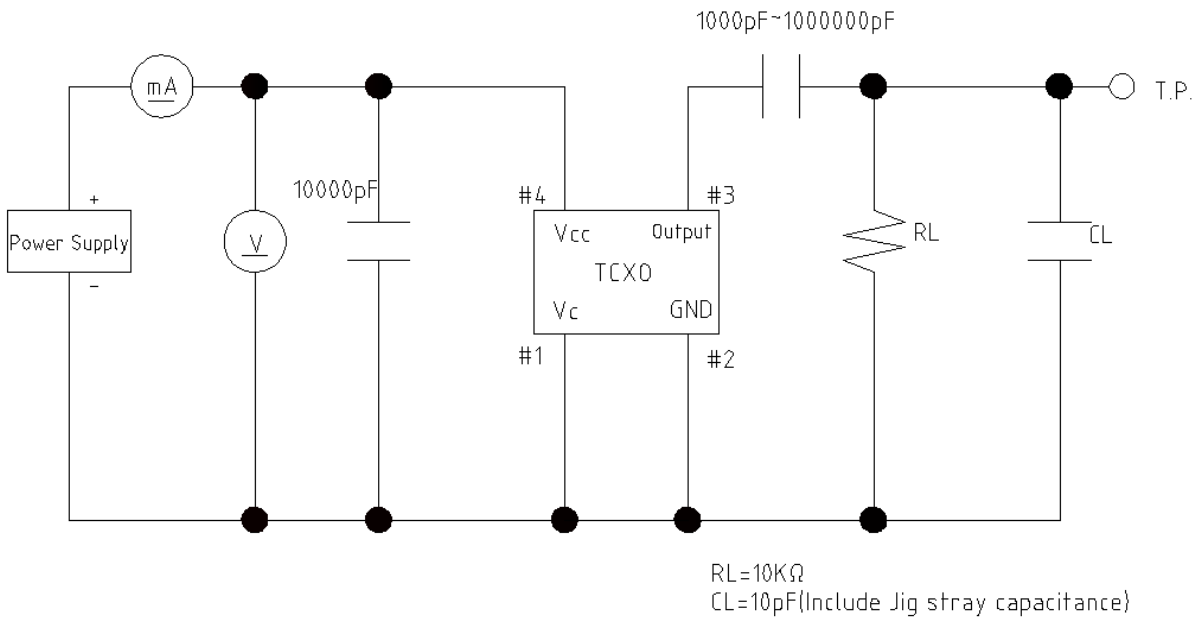 1000pF~1000000pF
mA
T.P.
10000pF
#4
#3
+
Power Supply
-
V
Vcc
Output
TCXO
Vc
GND
RL
CL
#1
#2
RL=10KΩ
CL=10pF(Include Jig stray capacitance)